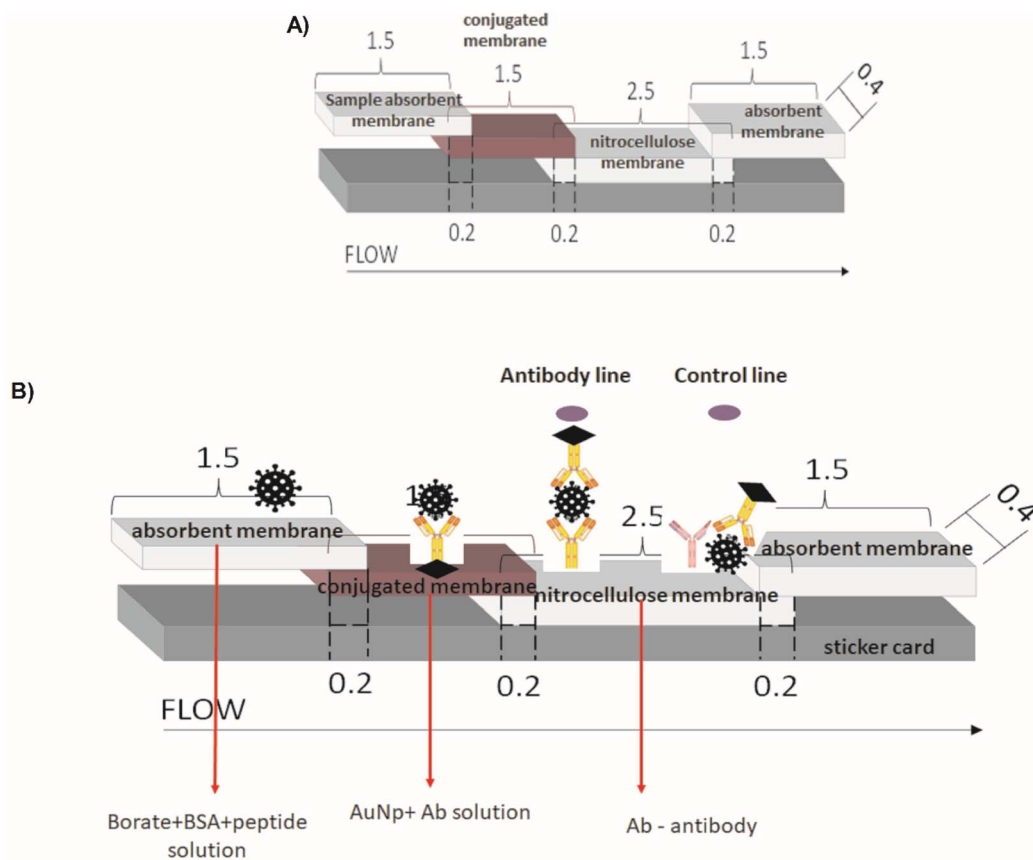 A)
conjugated
membrane
1.5
1.5
1.5
2.5
0.4
Sample absorbent
membrane
nitrocellulose
membrane
absorbent
membrane
0.2
0.2
0.2
FLOW
B)
Antibody line
Control line
1.5
2.5
1.5
0.4
absorbent membrane
conjugated membrane
nitrocellulose membrane
absorbent membrane
sticker card
0.2
0.2
0.2
FLOW
Borate+BSA+peptide
solution
AuNp+ Ab solution
Ab - antibody